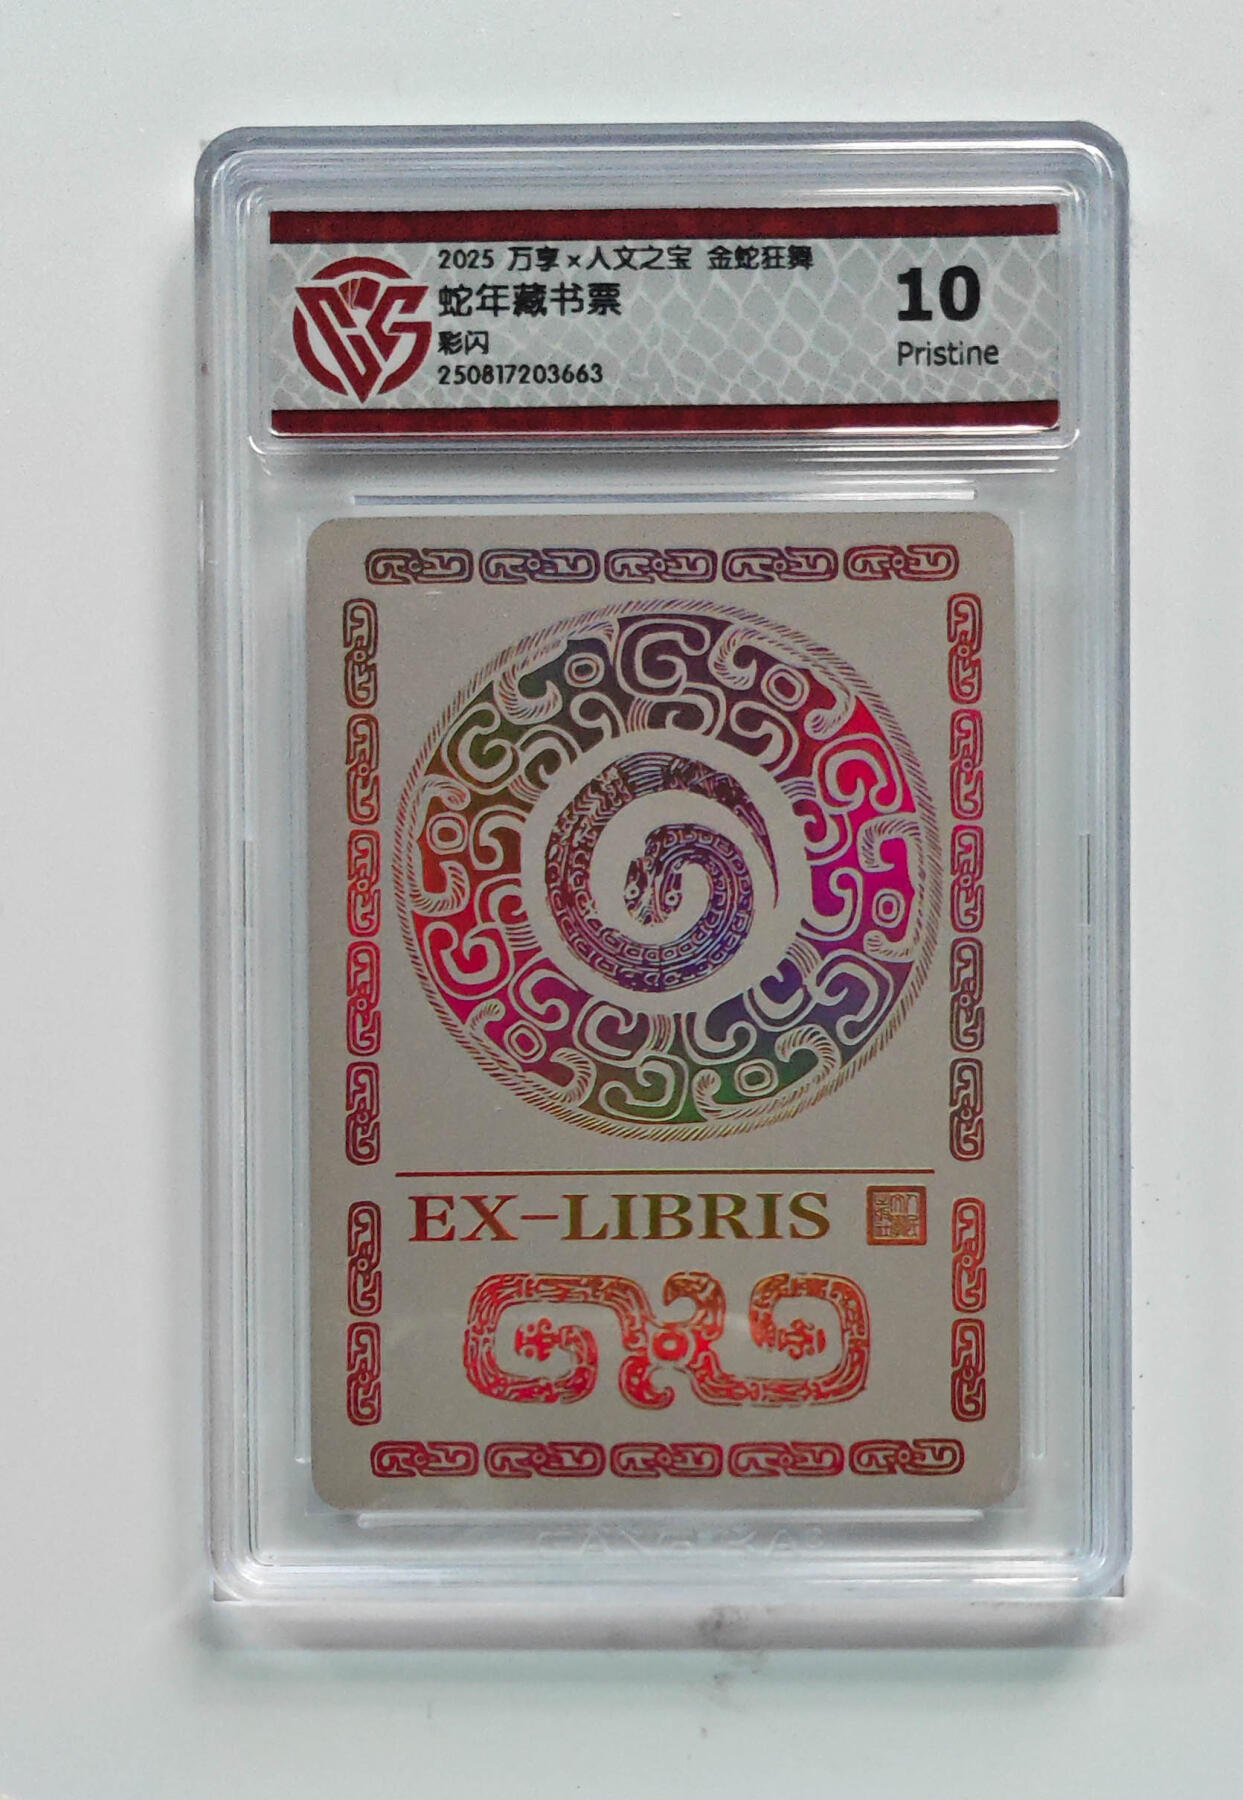 2025 万享×人文之宝 金蛇狂舞
蛇年藏书票
彩闪
250817203663
10
Pristine
EX-LIBRIS